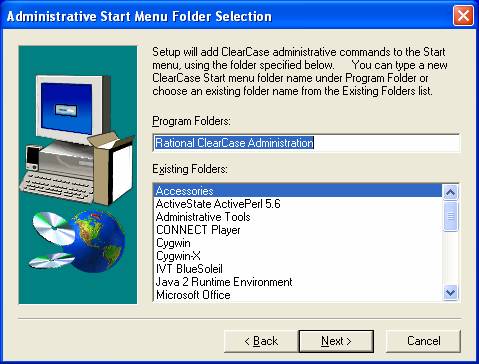 Administrative Start Menu Folder Selection
Setup will add ClearCase administrative commands to the Start
menu, using the folder specified below. You can type a new
ClearCase Start menu folder name under Program Folder or
choose an existing folder name from the Existing Folders list.
Program Folders:
Rational ClearCase Administration
Existing Folders:
Accessories
ActiveState ActivePerl 5.6
Administrative Tools
CONNECT Player
Cygwin
Cygwin-X
IVT BlueSoleil
Java 2 Runtime Environment
Microsoft Office
< Back
Next >
Cancel